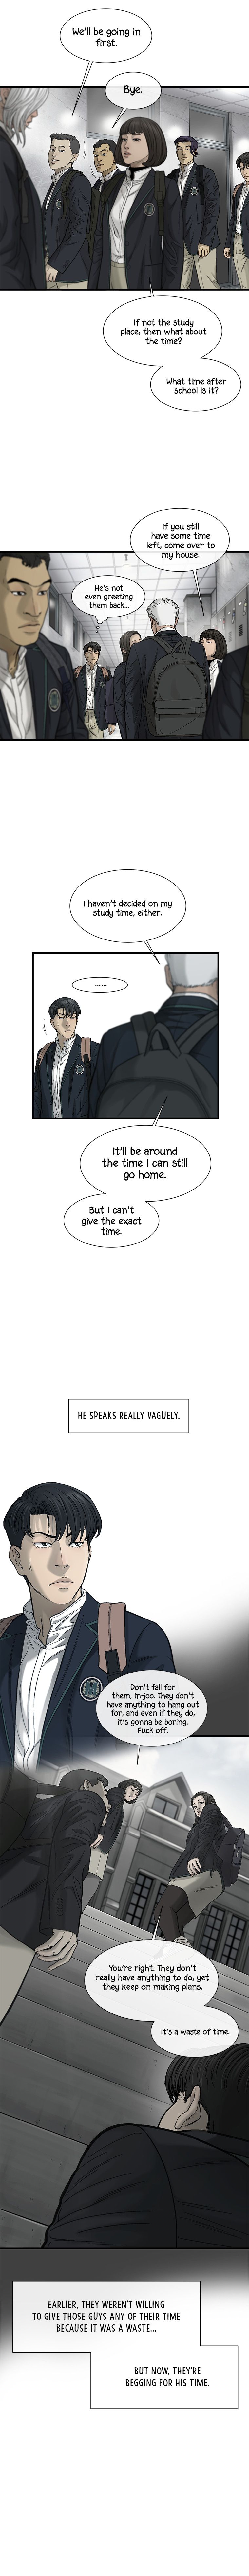 We'll be going in
first.
Bye.
If not the study
place, then what about
the time?
What time after
school is it?
If you still
have some time
left, come over to
my house.
He's not
even greeting
them back...
I haven't decided on my
study time, either.
......
It'll be around
the time I can still
go home.
But I can't
give the exact
time.
HE SPEAKS REALLY VAGUELY.
Don't fall for
them, In-joo. They don't
have anything to hang out
for, and even if they do,
it's gonna be boring.
Fuck off.
You're right. They don't
really have anything to do, yet
they keep on making plans.
It's a waste of time.
EARLIER, THEY WEREN'T WILLING
TO GIVE THOSE GUYS ANY OF THEIR TIME
BECAUSE IT WAS A WASTE...
BUT NOW, THEY'RE
BEGGING FOR HIS TIME.